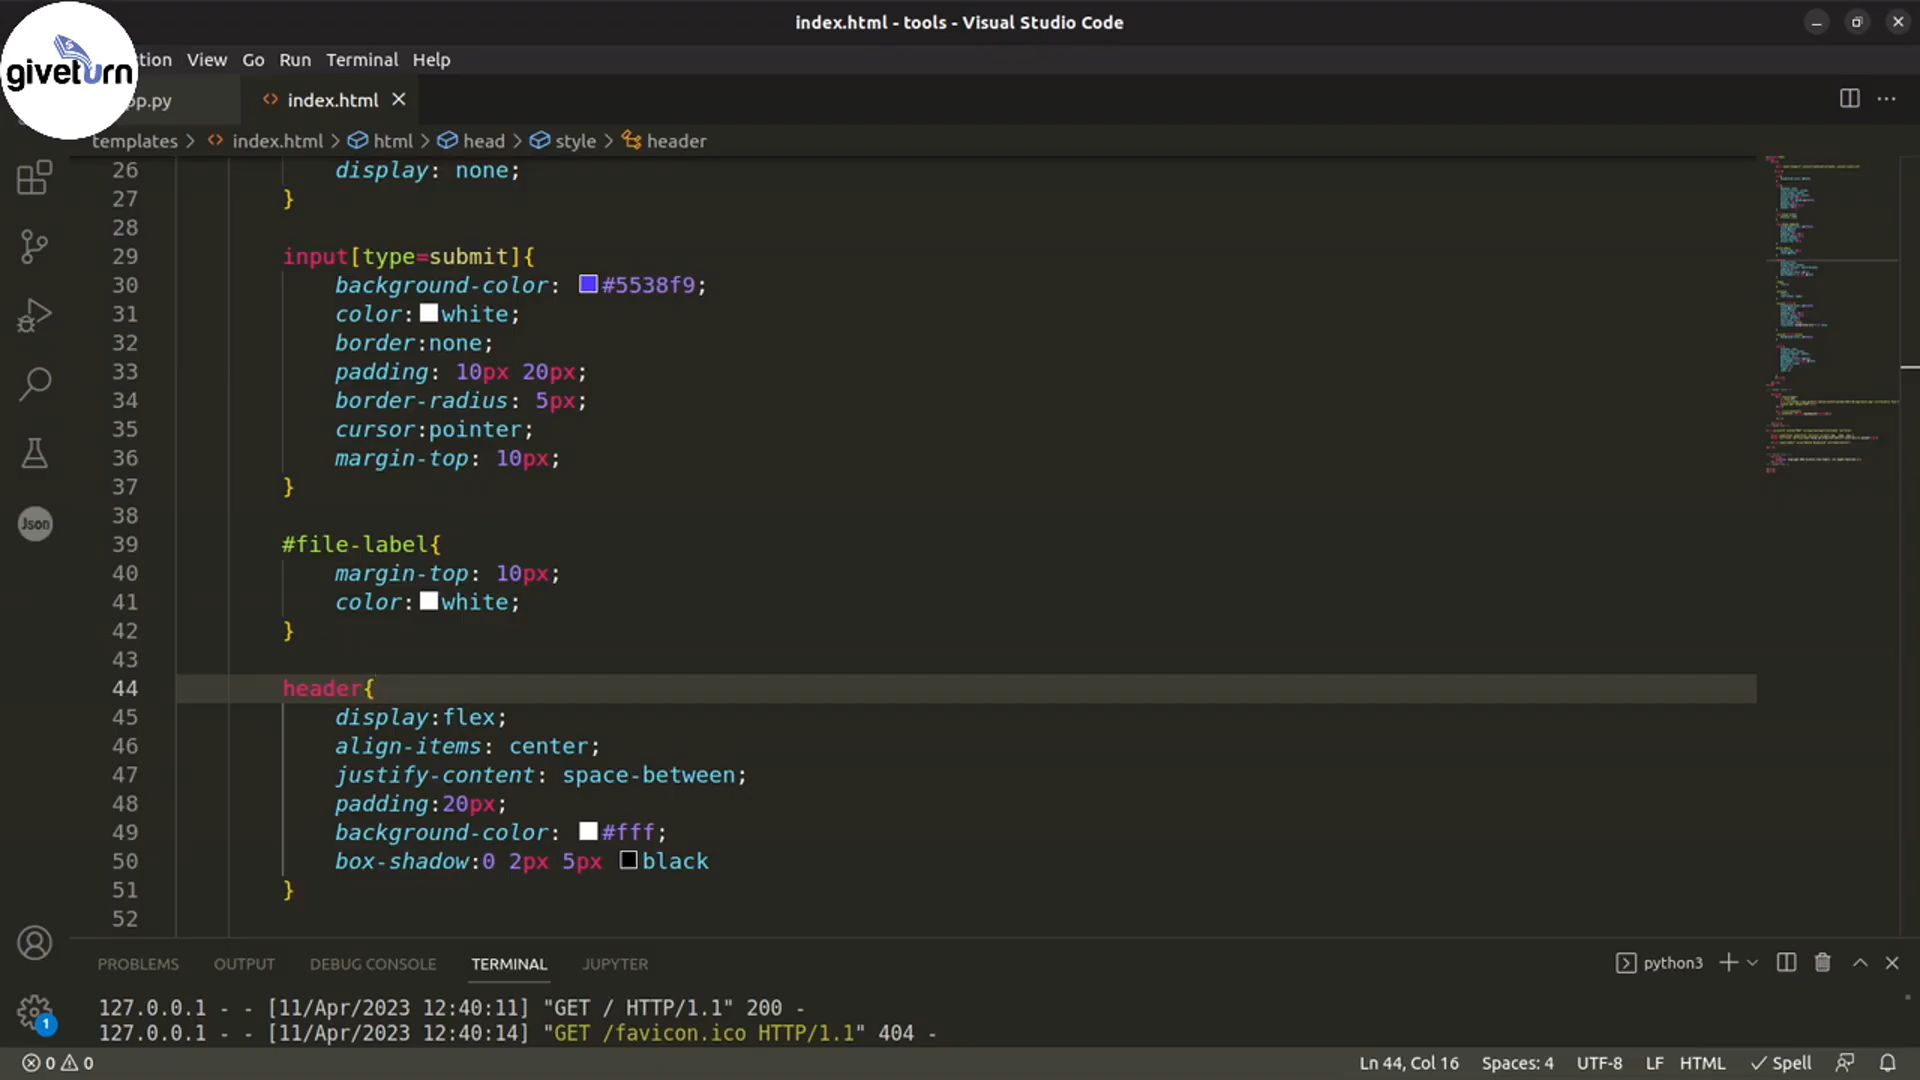 index.html - tools - Visual Studio Code
giveturn
tion View Go Run Terminal Help
pp.py
index.html
templates > index.html > html > head > style > header
26 display: none;
27 }
28
29 input[type=submit]{
30 background-color: #5538f9;
31 color:white;
32 border:none;
33 padding: 10px 20px;
34 border-radius: 5px;
35 cursor:pointer;
36 margin-top: 10px;
37 }
38
39 #file-label{
40 margin-top: 10px;
41 color:white;
42 }
43
44 header{
45 display:flex;
46 align-items: center;
47 justify-content: space-between;
48 padding:20px;
49 background-color: #fff;
50 box-shadow:0 2px 5px black
51 }
52
Json
PROBLEMS OUTPUT DEBUG CONSOLE TERMINAL JUPYTER
python3
127.0.0.1 - - [11/Apr/2023 12:40:11] "GET / HTTP/1.1" 200 -
127.0.0.1 - - [11/Apr/2023 12:40:14] "GET /favicon.ico HTTP/1.1" 404 -
1
0 0
Ln 44, Col 16 Spaces: 4 UTF-8 LF HTML Spell